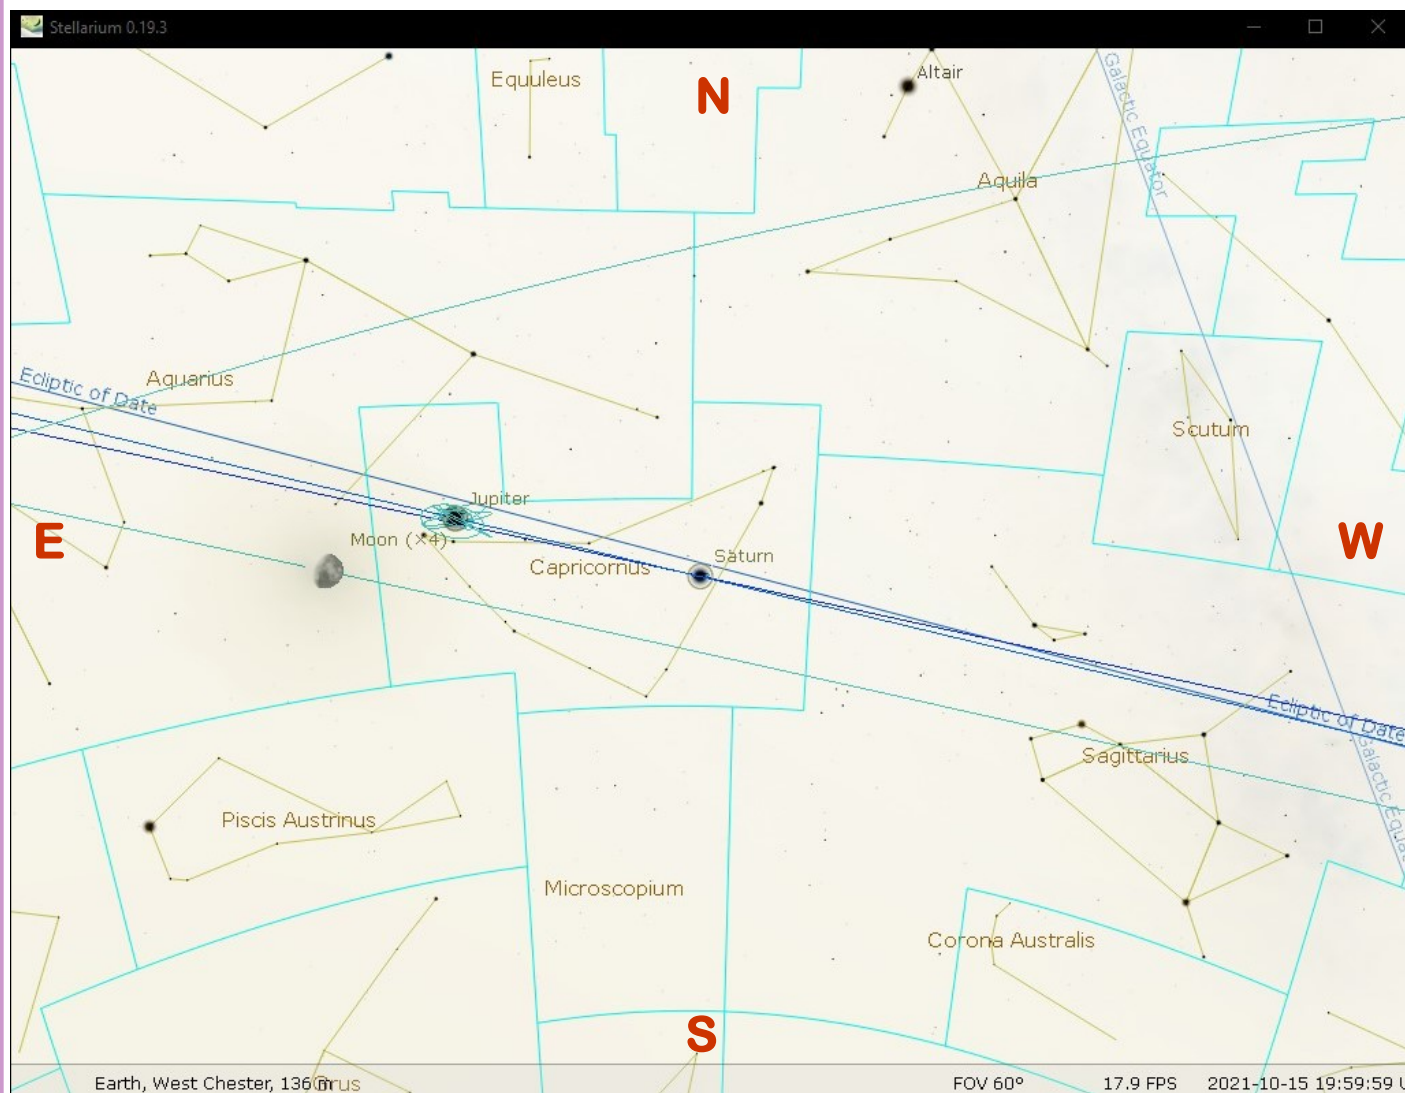 Stellarium 0.19.3
Equuleus
N
Altair
Galactic Equator
Aquila
Ecliptic of Date
Aquarius
Scutum
Jupiter
E
Moon (×4)
Capricornus
Saturn
W
Ecliptic of Date
Sagittarius
Galactic Equat
Piscis Austrinus
Microscopium
Corona Australis
S
Earth, West Chester, 136 m
rus
FOV 60°
17.9 FPS
2021-10-15 19:59:59 U